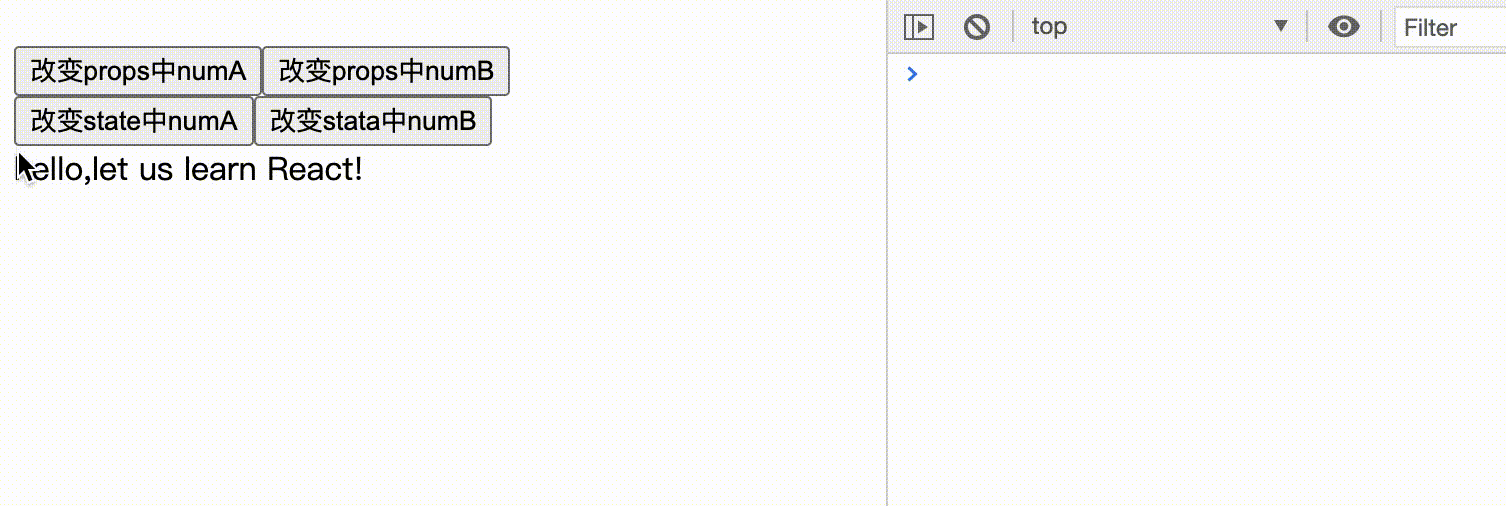 改变props中numA 改变props中numB
改变state中numA 改变stata中numB
hello,let us learn React!
top
Filter